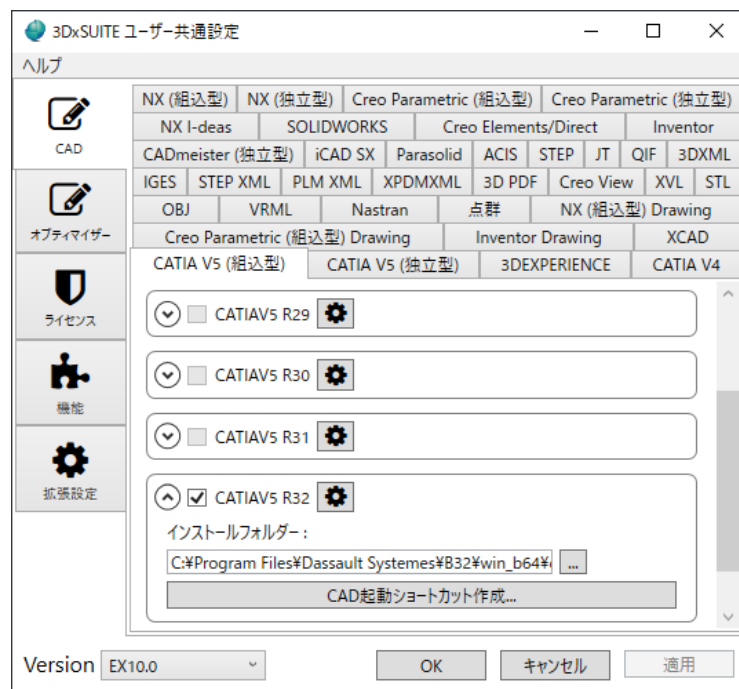 3DxSUITE ユーザー共通設定
ヘルプ
CAD
オプティマイザー
ライセンス
機能
拡張設定
NX (組込型) NX (独立型) Creo Parametric (組込型) Creo Parametric (独立型)
NX I-deas SOLIDWORKS Creo Elements/Direct Inventor
CADmeister (独立型) iCAD SX Parasolid ACIS STEP JT QIF 3DXML
IGES STEP XML PLM XML XPDMXML 3D PDF Creo View XVL STL
OBJ VRML Nastran 点群 NX (組込型) Drawing
Creo Parametric (組込型) Drawing Inventor Drawing XCAD
CATIA V5 (組込型) CATIA V5 (独立型) 3DEXPERIENCE CATIA V4
CATIAV5 R29
CATIAV5 R30
CATIAV5 R31
CATIAV5 R32
インストールフォルダー :
C:¥Program Files¥Dassault Systemes¥B32¥win_b64¥ ...
CAD起動ショートカット作成...
Version EX10.0 OK キャンセル 適用